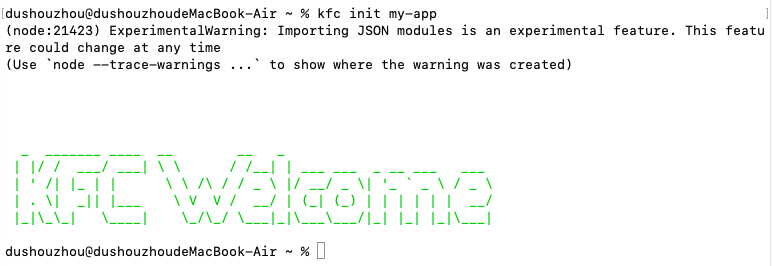 dushouzhou@dushouzhoudeMacBook-Air ~ % kfc init my-app
(node:21423) ExperimentalWarning: Importing JSON modules is an experimental feature. This featu
re could change at any time
(Use `node --trace-warnings ...` to show where the warning was created)
KFC Welcome
dushouzhou@dushouzhoudeMacBook-Air ~ %